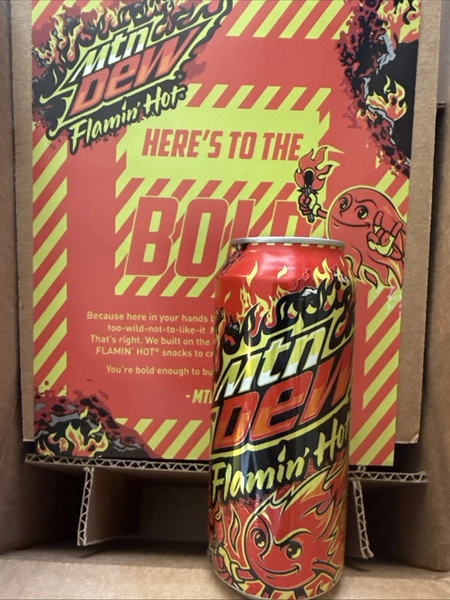 Mtn
DEW
Flamin' Hot
HERE'S TO THE
BOLD
Because here in your hands
too-wild-not-to-like-it
That's right. We built on the
FLAMIN' HOT® snacks to
You're bold enough to
Mtn
DEW
Flamin' Hot